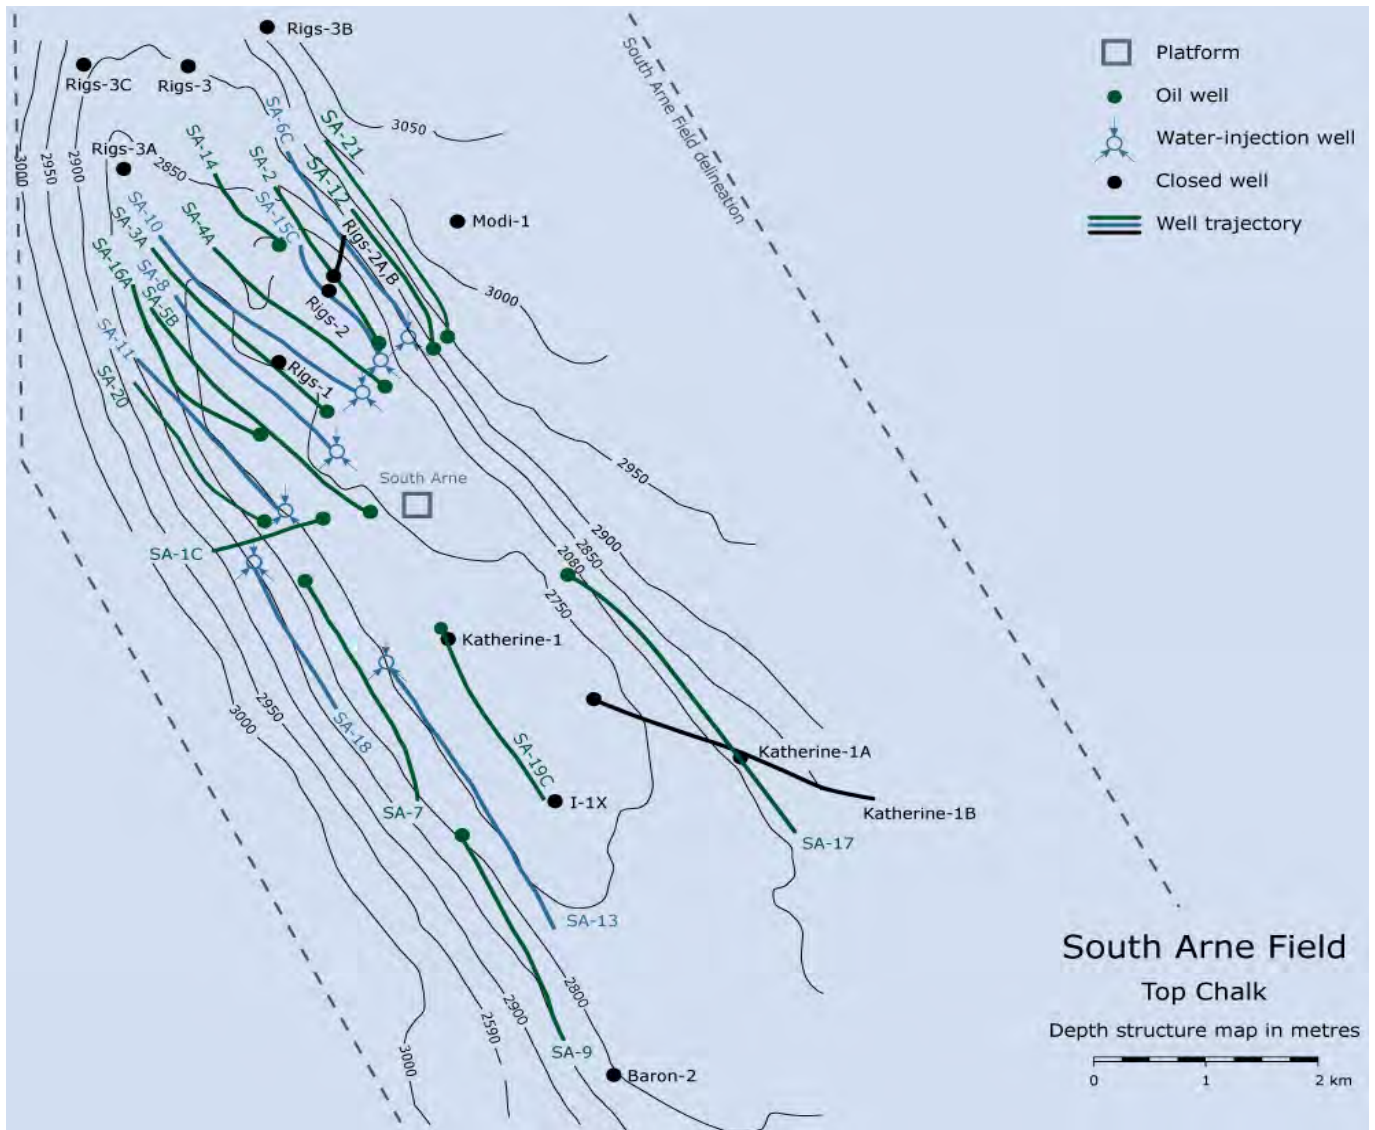 Rigs-3B
Rigs-3C
Rigs-3
Rigs-3A
SA-14
SA-2
SA-6C
SA-21
SA-12
SA-15C
3050
South Arne Field delineation
Modi-1
3000
2950
2900
2850
SA-10
SA-3A
SA-16A
SA-4A
SA-8
SA-5B
SA-11
SA-20
Rigs-2A,B
Rigs-2
Rigs-1
3000
2950
South Arne
SA-1C
2900
2850
2080
2750
Katherine-1
2950
3000
SA-18
SA-7
SA-19C
I-1X
Katherine-1A
Katherine-1B
SA-17
SA-13
2800
2900
2590
3000
SA-9
Baron-2
Platform
Oil well
Water-injection well
Closed well
Well trajectory
South Arne Field
Top Chalk
Depth structure map in metres
0 1 2 km